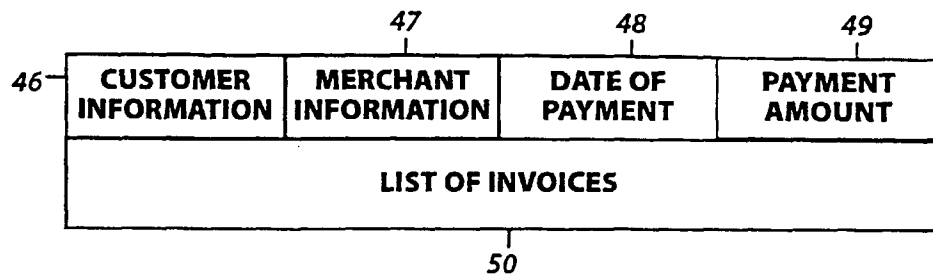 47 48 49
46 CUSTOMER INFORMATION MERCHANT INFORMATION DATE OF PAYMENT PAYMENT AMOUNT
LIST OF INVOICES
50